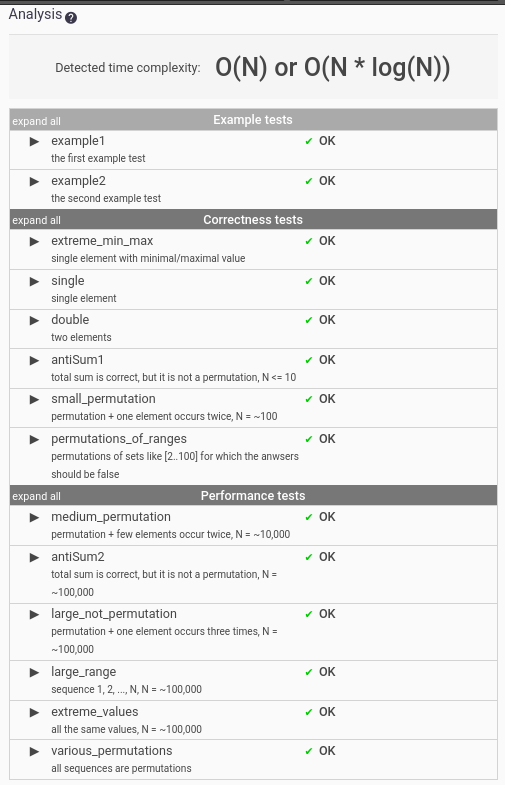 Analysis ?
Detected time complexity: O(N) or O(N * log(N))
expand all Example tests
▶ example1 ✔ OK
the first example test
▶ example2 ✔ OK
the second example test
expand all Correctness tests
▶ extreme_min_max ✔ OK
single element with minimal/maximal value
▶ single ✔ OK
single element
▶ double ✔ OK
two elements
▶ antiSum1 ✔ OK
total sum is correct, but it is not a permutation, N <= 10
▶ small_permutation ✔ OK
permutation + one element occurs twice, N = ~100
▶ permutations_of_ranges ✔ OK
permutations of sets like [2..100] for which the anwsers
should be false
expand all Performance tests
▶ medium_permutation ✔ OK
permutation + few elements occur twice, N = ~10,000
▶ antiSum2 ✔ OK
total sum is correct, but it is not a permutation, N =
~100,000
▶ large_not_permutation ✔ OK
permutation + one element occurs three times, N =
~100,000
▶ large_range ✔ OK
sequence 1, 2, ..., N, N = ~100,000
▶ extreme_values ✔ OK
all the same values, N = ~100,000
▶ various_permutations ✔ OK
all sequences are permutations